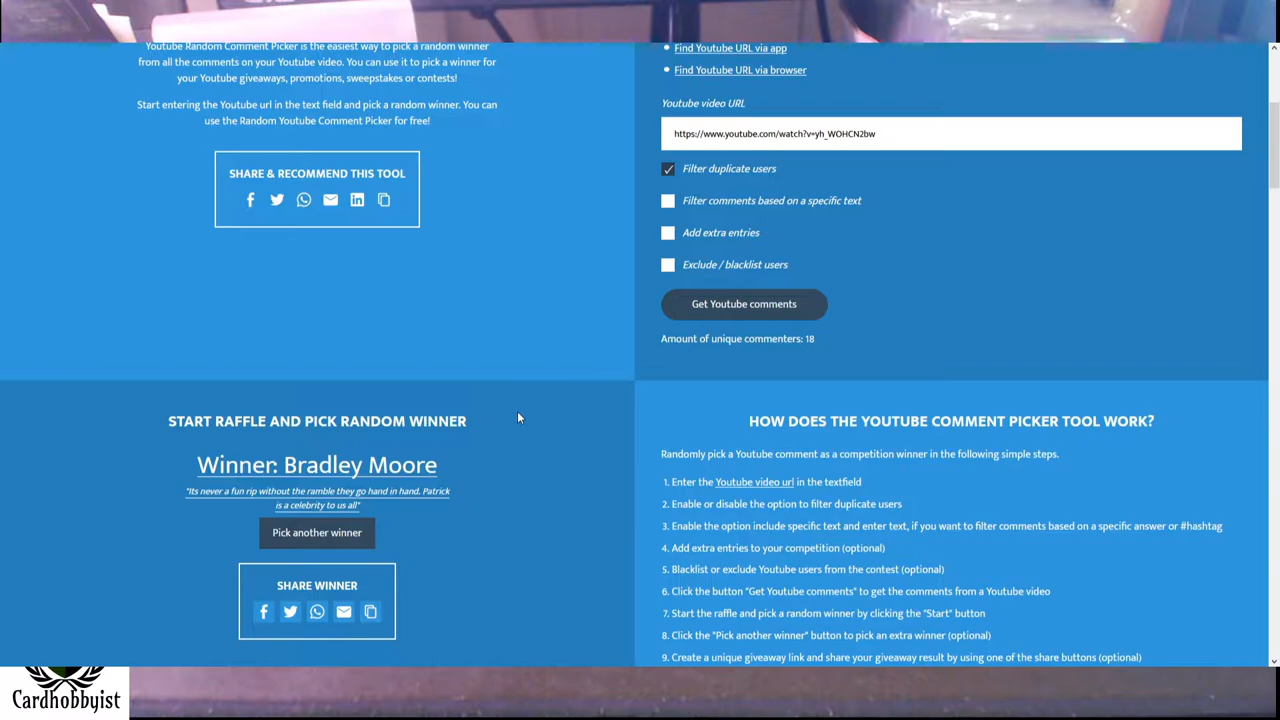 Youtube Random Comment Picker is the easiest way to pick a random winner
from all the comments on your Youtube video. You can use it to pick a winner for
your Youtube giveaways, promotions, sweepstakes or contests!
Start entering the Youtube url in the text field and pick a random winner. You can
use the Random Youtube Comment Picker for free!
SHARE & RECOMMEND THIS TOOL
Find Youtube URL via app
Find Youtube URL via browser
Youtube video URL
https://www.youtube.com/watch?v=yh_WOHCN2bw
Filter duplicate users
Filter comments based on a specific text
Add extra entries
Exclude / blacklist users
Get Youtube comments
Amount of unique commenters: 18
START RAFFLE AND PICK RANDOM WINNER
Winner: Bradley Moore
"Its never a fun rip without the ramble they go hand in hand. Patrick
is a celebrity to us all"
Pick another winner
SHARE WINNER
HOW DOES THE YOUTUBE COMMENT PICKER TOOL WORK?
Randomly pick a Youtube comment as a competition winner in the following simple steps.
1. Enter the Youtube video url in the textfield
2. Enable or disable the option to filter duplicate users
3. Enable the option include specific text and enter text, if you want to filter comments based on a specific answer or #hashtag
4. Add extra entries to your competition (optional)
5. Blacklist or exclude Youtube users from the contest (optional)
6. Click the button "Get Youtube comments" to get the comments from a Youtube video
7. Start the raffle and pick a random winner by clicking the "Start" button
8. Click the "Pick another winner" button to pick an extra winner (optional)
9. Create a unique giveaway link and share your giveaway result by using one of the share buttons (optional)
Cardhobbyist